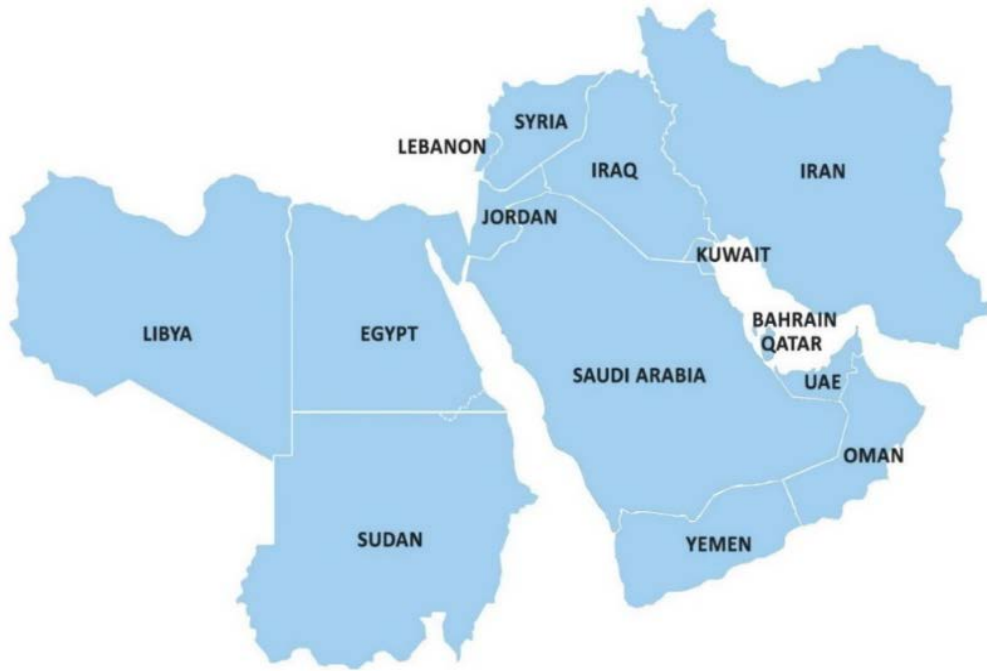 SYRIA
LEBANON
IRAQ
IRAN
JORDAN
KUWAIT
LIBYA
EGYPT
BAHRAIN
QATAR
SAUDI ARABIA
UAE
OMAN
SUDAN
YEMEN